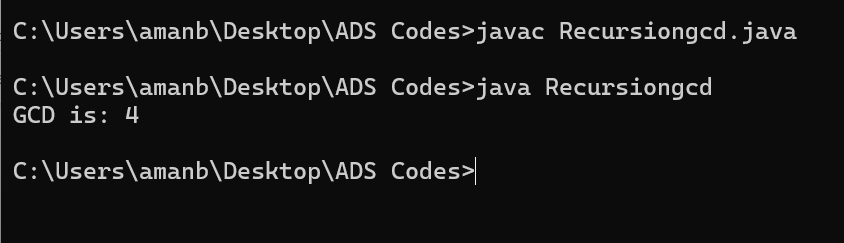 C:\Users\amanb\Desktop\ADS Codes>javac Recursiongcd.java
C:\Users\amanb\Desktop\ADS Codes>java Recursiongcd
GCD is: 4
C:\Users\amanb\Desktop\ADS Codes>